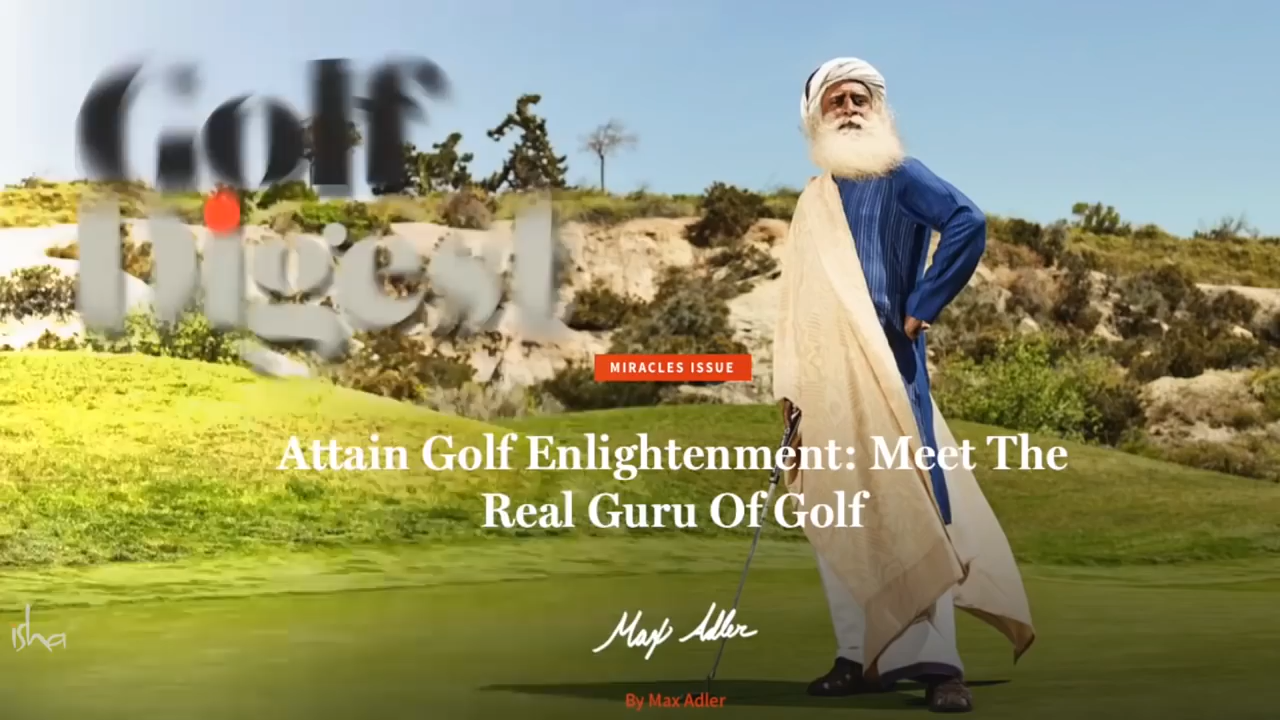 Golf
Digest
MIRACLES ISSUE
Attain Golf Enlightenment: Meet The
Real Guru Of Golf
Max Adler
By Max Adler
isha